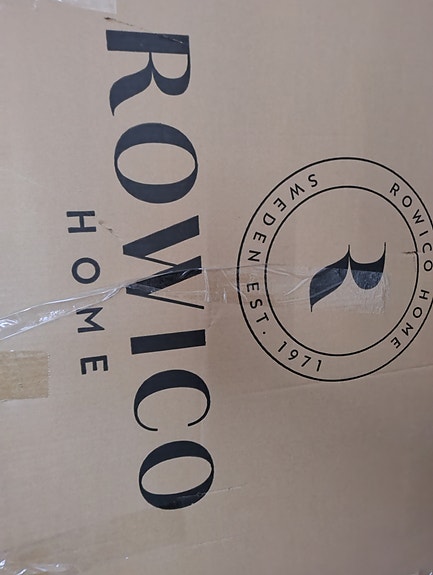 ROWICO HOME
R
SWEDEN EST. 1971
ROWICO
HOME